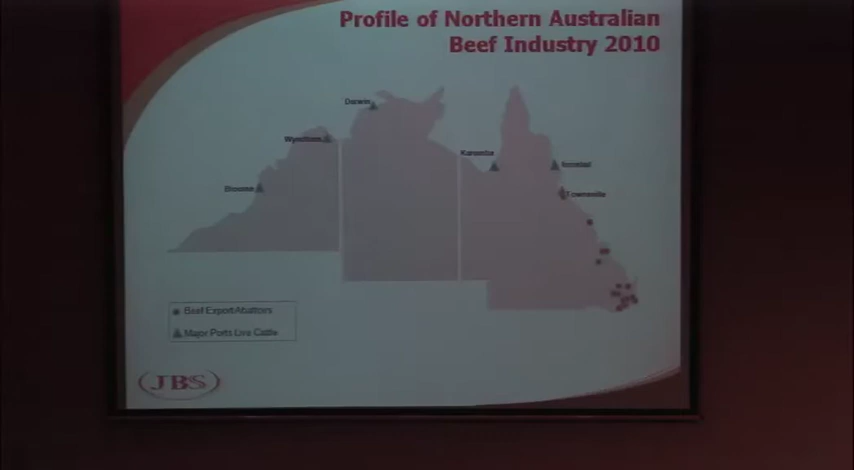 Profile of Northern Australian
Beef Industry 2010
Darwin
Wyndham
Karumba
Broome
Townsville
Beef Export Abattoirs
Major Ports Live Cattle
JBS